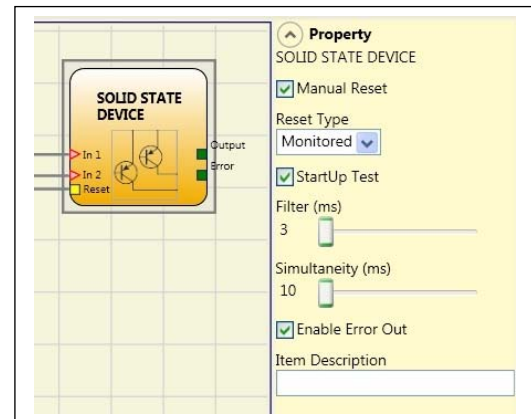 SOLID STATE
DEVICE
In 1
In 2
Reset
Output
Error
Property
SOLID STATE DEVICE
Manual Reset
Reset Type
Monitored
StartUp Test
Filter (ms)
3
Simultaneity (ms)
10
Enable Error Out
Item Description